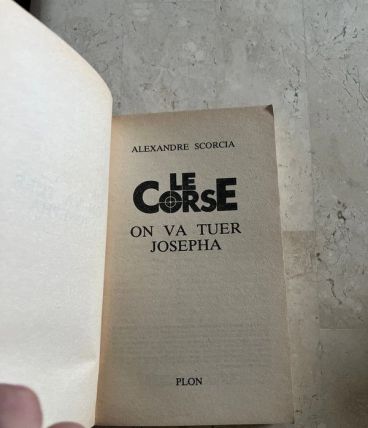 ALEXANDRE SCORCIA
LE
CORSE
ON VA TUER
JOSEPHA
PLON